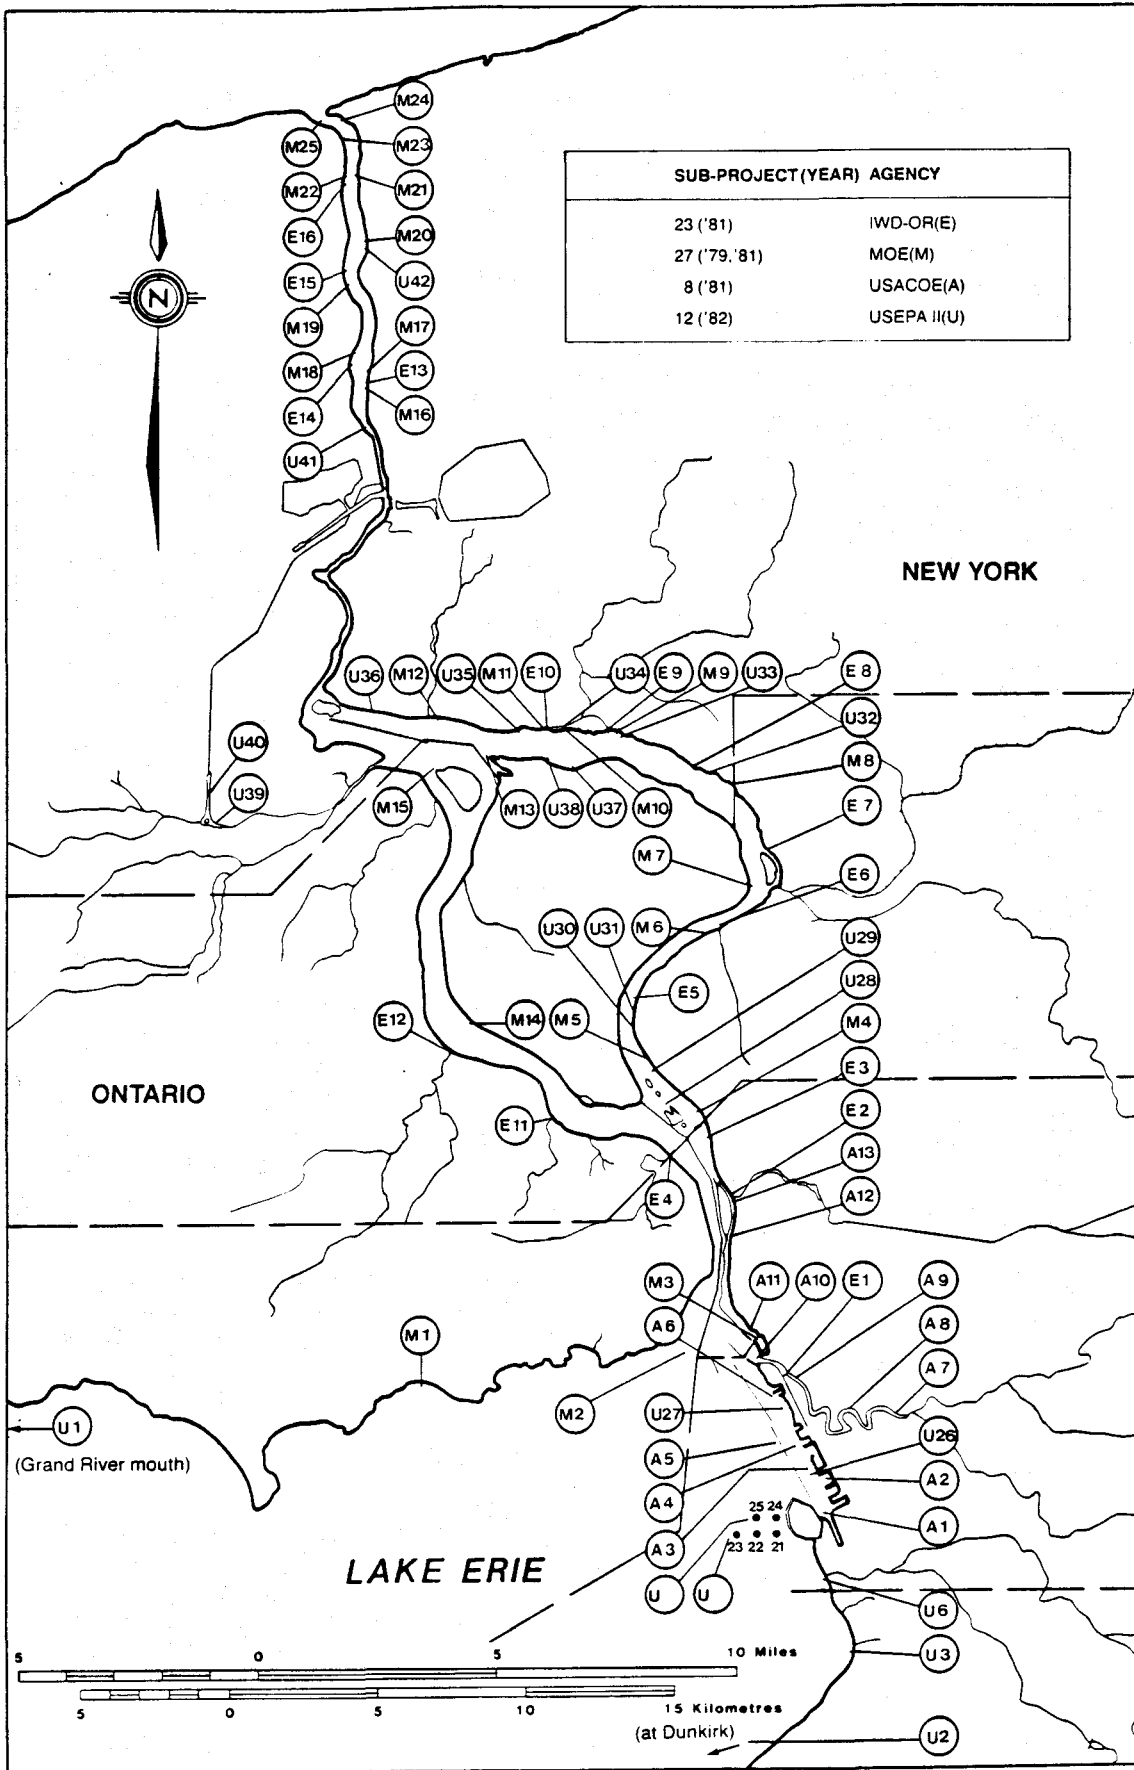 M24
M25
M23
M22
M21
E16
M20
E15
U42
M19
M17
M18
E13
E14
M16
U41
N
SUB-PROJECT (YEAR) AGENCY
23 ('81) IWD-OR(E)
27 ('79,'81) MOE(M)
8 ('81) USACOE(A)
12 ('82) USEPA II(U)
NEW YORK
U36 M12 U35 M11 E10 U34 E9 M9 U33 E8
U32
U40
M8
U39
M15 M13 U38 U37 M10 E7
M7
E6
U30 U31 M6
U29
U28
E5
E12 M14 M5 M4
E3
ONTARIO
E2
E11
A13
E4 A12
M3 A11 A10 E1 A9
A6
A8
M1
A7
M2 U27
U1
U26
(Grand River mouth)
A5
A2
A4
25 24
A1
23 22 21
A3
LAKE ERIE
U U
U6
U3
5 0 5 10 Miles
5 0 5 10 15 Kilometres
(at Dunkirk)
U2